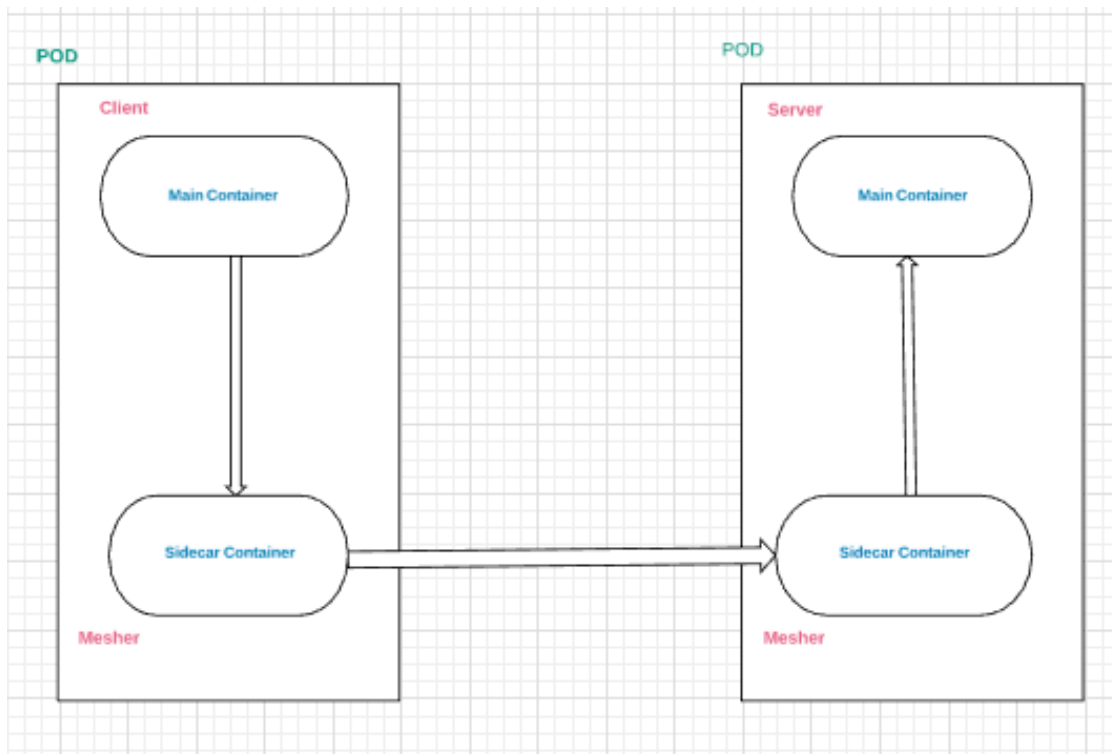 POD
Client
Main Container
Sidecar Container
Mesher
POD
Server
Main Container
Sidecar Container
Mesher